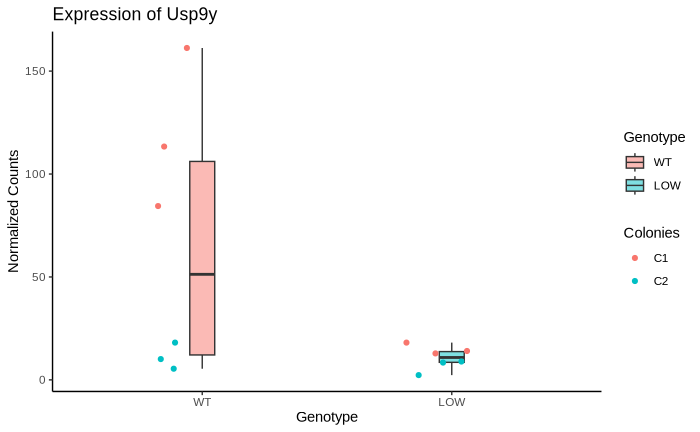 Expression of Usp9y
Normalized Counts
150
100
50
0
WT
LOW
Genotype
Genotype
WT
LOW
Colonies
C1
C2